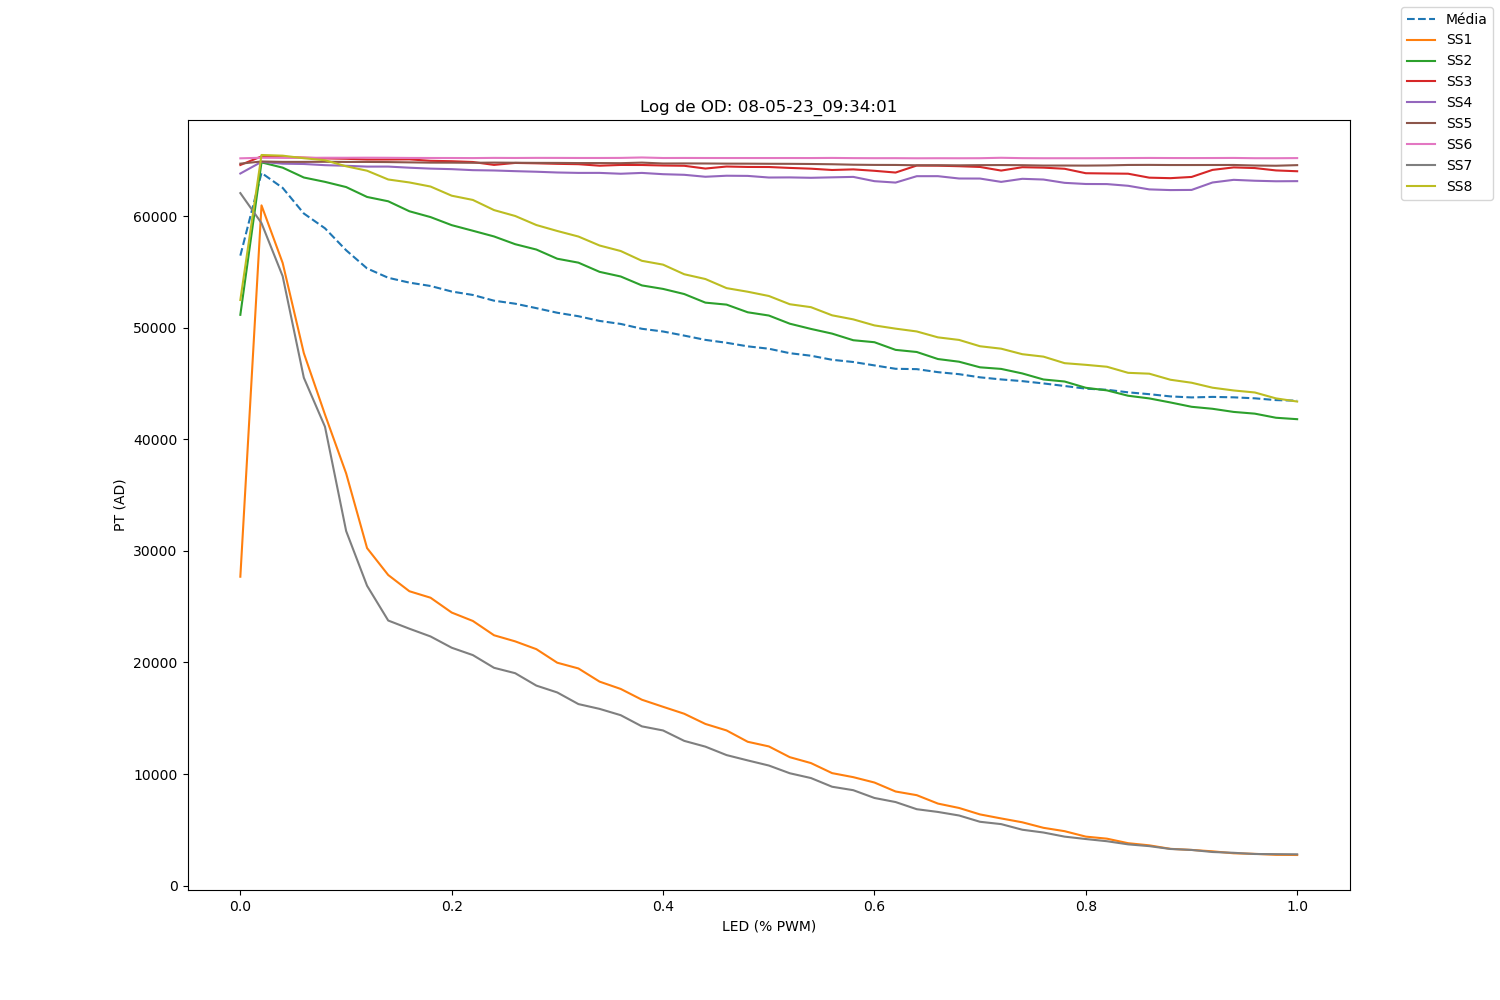 Média
SS1
SS2
SS3
SS4
SS5
SS6
SS7
SS8
Log de OD: 08-05-23_09:34:01
PT (AD)
60000
50000
40000
30000
20000
10000
0
0.0 0.2 0.4 0.6 0.8 1.0
LED (% PWM)